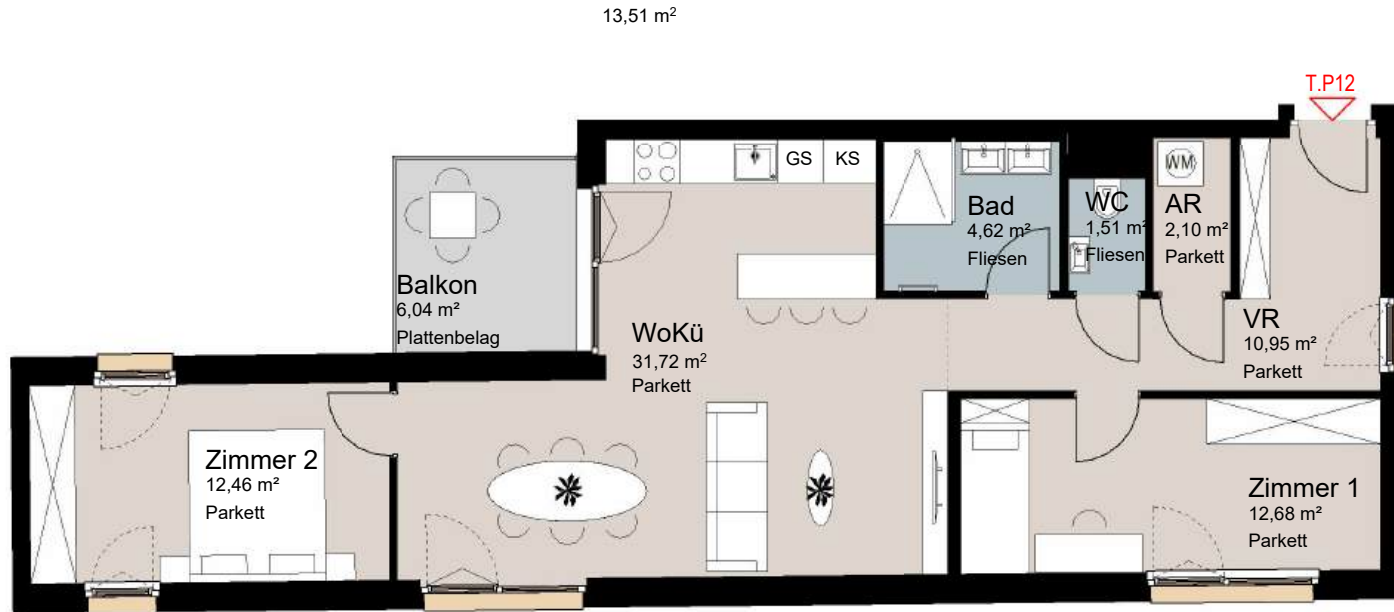 13,51 m²
T.P12
GS
KS
WM
Bad
4,62 m²
Fliesen
WC
1,51 m²
Fliesen
AR
2,10 m²
Parkett
Balkon
6,04 m²
Plattenbelag
WoKü
31,72 m²
Parkett
VR
10,95 m²
Parkett
Zimmer 2
12,46 m²
Parkett
Zimmer 1
12,68 m²
Parkett